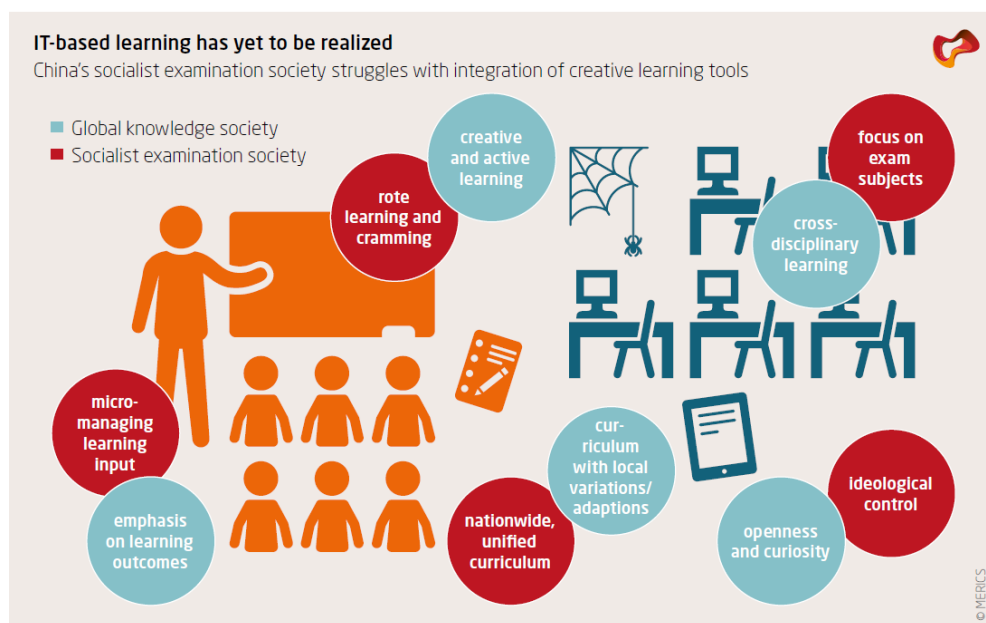 IT-based learning has yet to be realized
China's socialist examination society struggles with integration of creative learning tools
Global knowledge society
Socialist examination society
creative
and active
learning
rote
learning and
cramming
focus on
exam
subjects
cross-
disciplinary
learning
micro-
managing
learning
input
emphasis
on learning
outcomes
nationwide,
unified
curriculum
cur-
riculum
with local
variations/
adaptions
openness
and curiosity
ideological
control
© MERICS